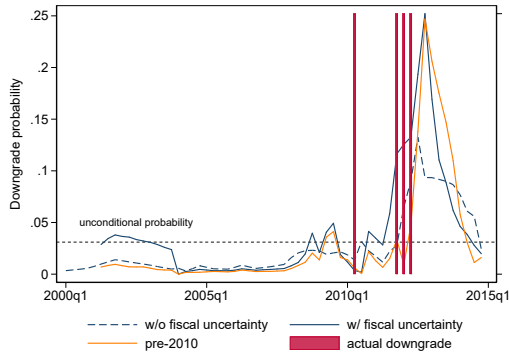 Downgrade probability
.25
.2
.15
.1
.05
0
unconditional probability
2000q1 2005q1 2010q1 2015q1
w/o fiscal uncertainty w/ fiscal uncertainty
pre-2010 actual downgrade